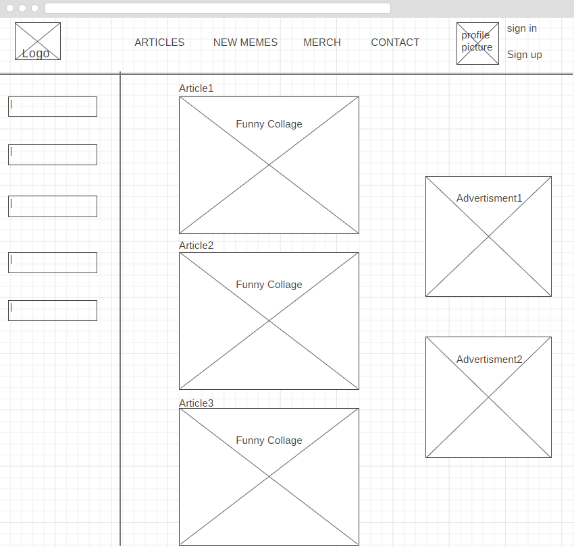 Logo
ARTICLES
NEW MEMES
MERCH
CONTACT
profile
picture
sign in
Sign up
Article1
Funny Collage
Article2
Funny Collage
Article3
Funny Collage
Advertisment1
Advertisment2